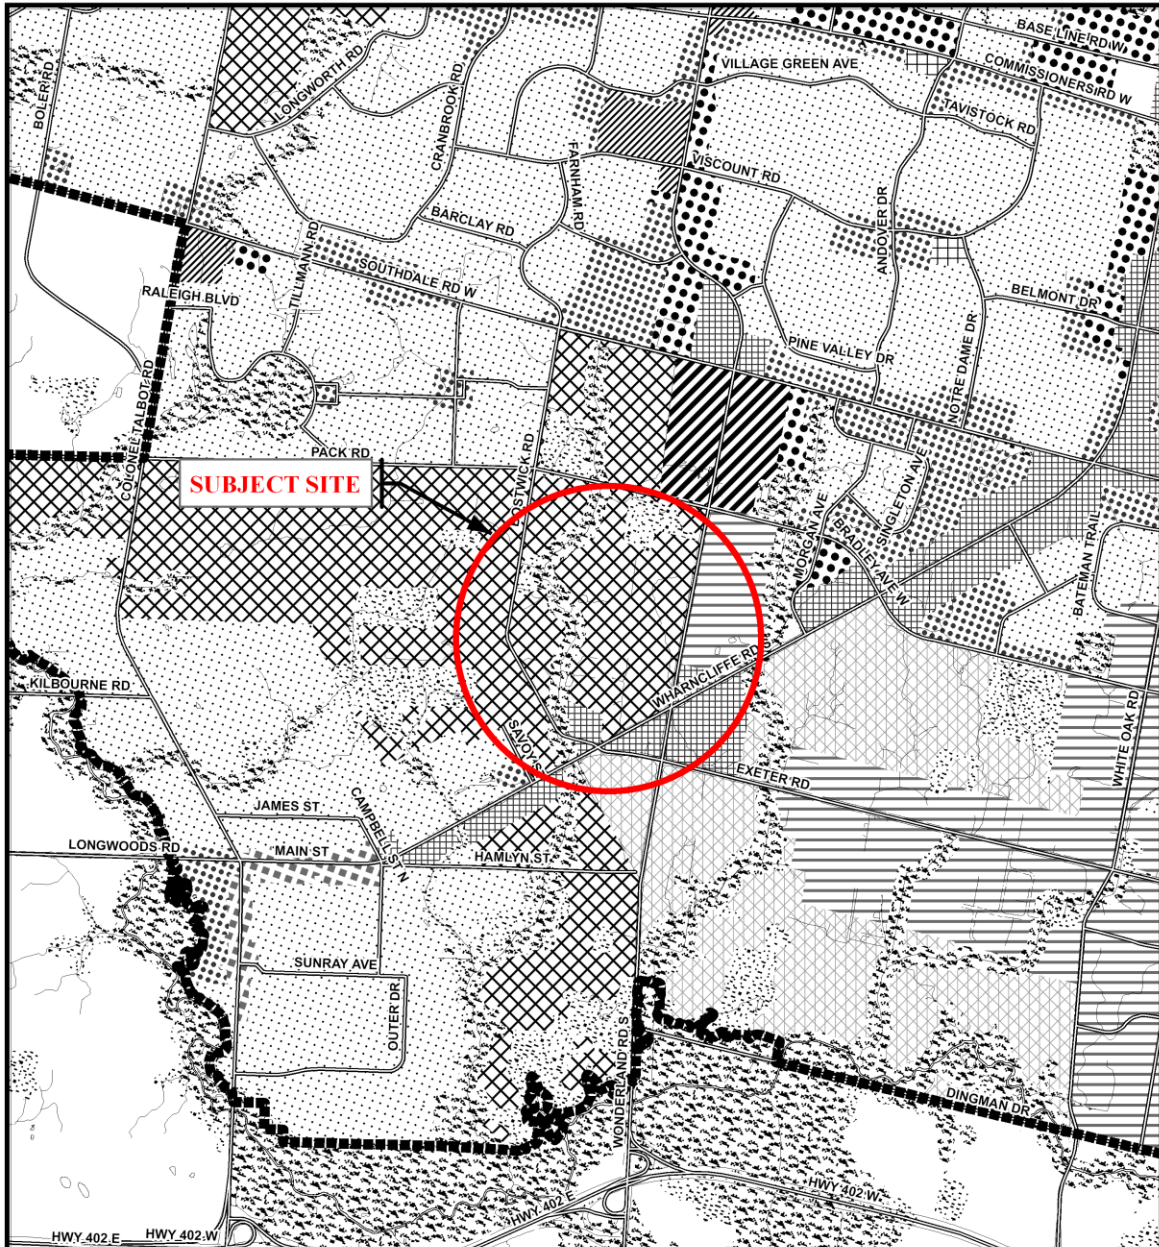 BASE LINE RD W
COMMISSIONERS RD W
VILLAGE GREEN AVE
TAVISTOCK RD
LONGWORTH RD
BOLER RD
CRANBROOK RD
FARNHAM RD
VISCOUNT RD
ANDOVER DR
BARCLAY RD
TILLMANN RD
SOUTHDALE RD W
RALEIGH BLVD
BELMONT DR
PINE VALLEY DR
NOTRE DAME DR
COLONEL TALBOT RD
PACK RD
SUBJECT SITE
OSTWICK RD
SINGLETON AVE
MORGAN AVE
BRADLEY AVE W
BATEMAN TRAIL
WHARNCLIFFE RD S
KILBOURNE RD
SAVOY S
EXETER RD
WHITE OAK RD
JAMES ST
CAMPBELL ST N
LONGWOODS RD
MAIN ST
HAMLYN ST
SUNRAY AVE
OUTER DR
WONDERLAND RD S
DINGMAN DR
HWY 402 E
HWY 402 W
HWY 402 E
HWY 402 W